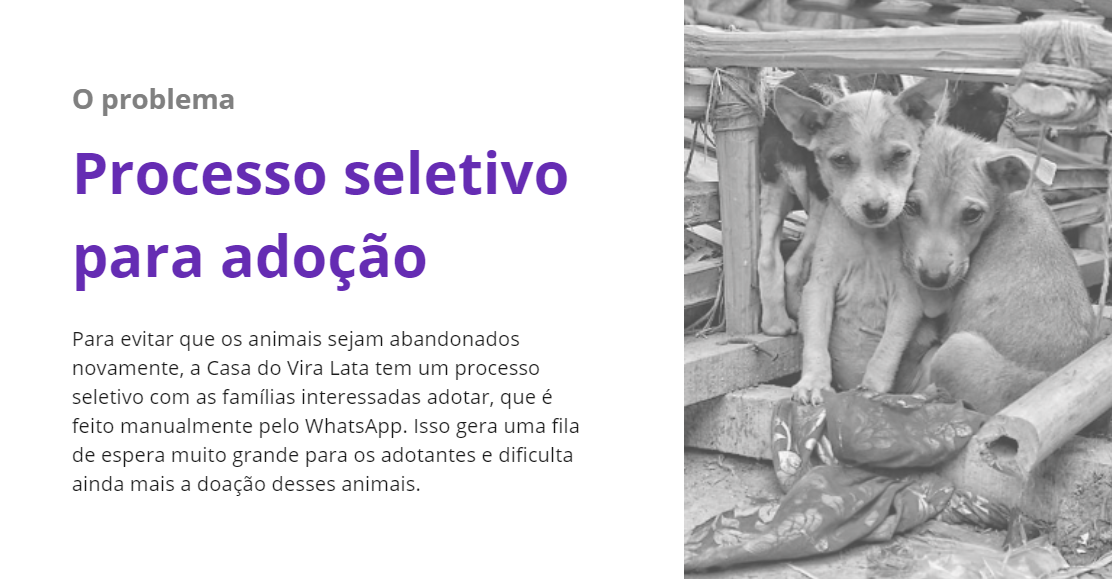 O problema
Processo seletivo
para adoção
Para evitar que os animais sejam abandonados
novamente, a Casa do Vira Lata tem um processo
seletivo com as famílias interessadas adotar, que é
feito manualmente pelo WhatsApp. Isso gera uma fila
de espera muito grande para os adotantes e dificulta
ainda mais a doação desses animais.